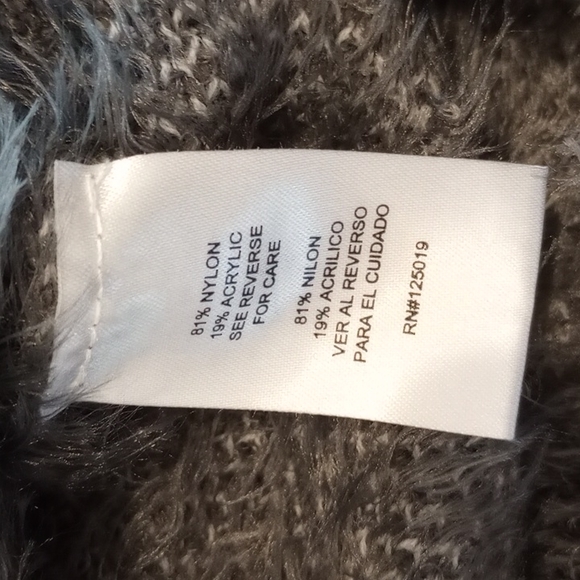 81% NYLON
19% ACRYLIC
SEE REVERSE
FOR CARE
81% NILON
19% ACRILICO
VER AL REVERSO
PARA EL CUIDADO
RN#125019